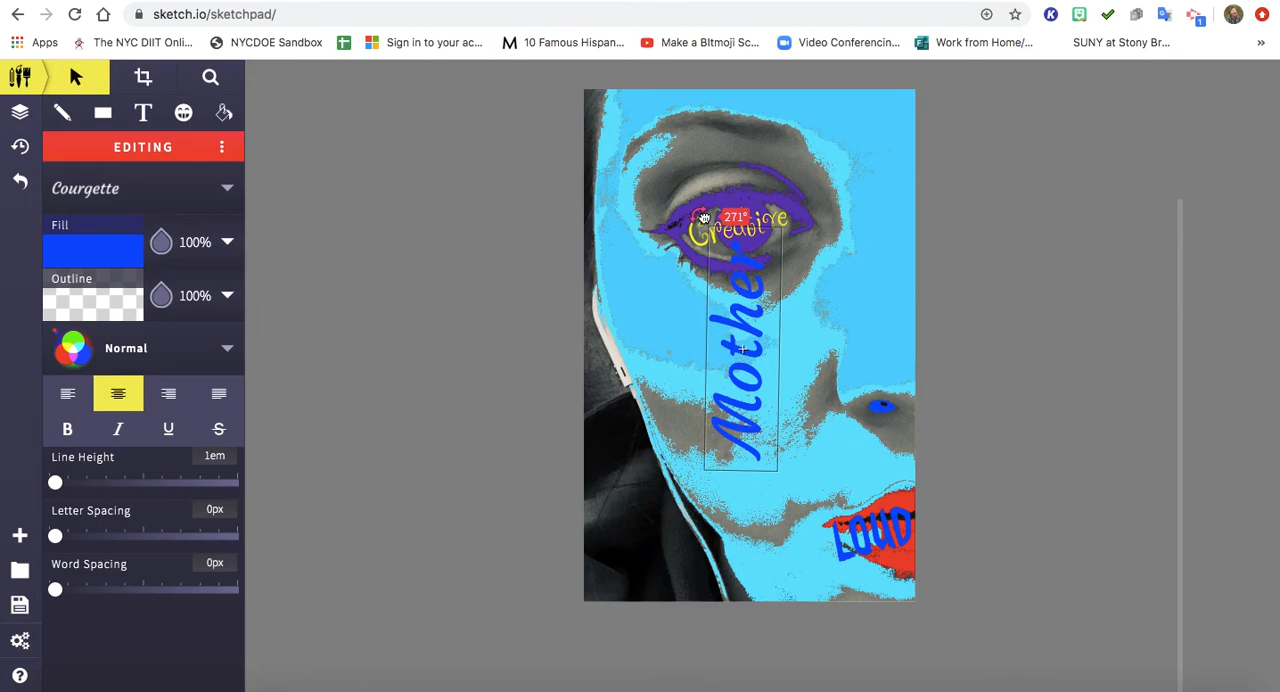 sketch.io/sketchpad/
Apps
The NYC DIIT Onli...
NYCDOE Sandbox
Sign in to your ac...
10 Famous Hispan...
Make a BItmoji Sc...
Video Conferencin...
Work from Home/...
SUNY at Stony Br...
»
EDITING
Courgette
Fill
100%
Outline
100%
Normal
B I U S
Line Height 1em
Letter Spacing 0px
Word Spacing 0px
271°
Creative
Mother
LOUD